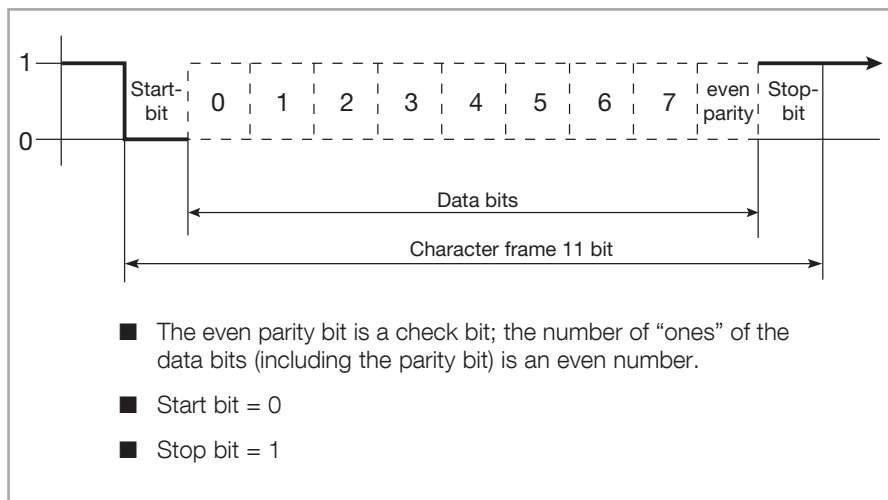 1
0
Start-
bit
0 1 2 3 4 5 6 7
even
parity
Stop-
bit
Data bits
Character frame 11 bit
■ The even parity bit is a check bit; the number of “ones” of the
data bits (including the parity bit) is an even number.
■ Start bit = 0
■ Stop bit = 1